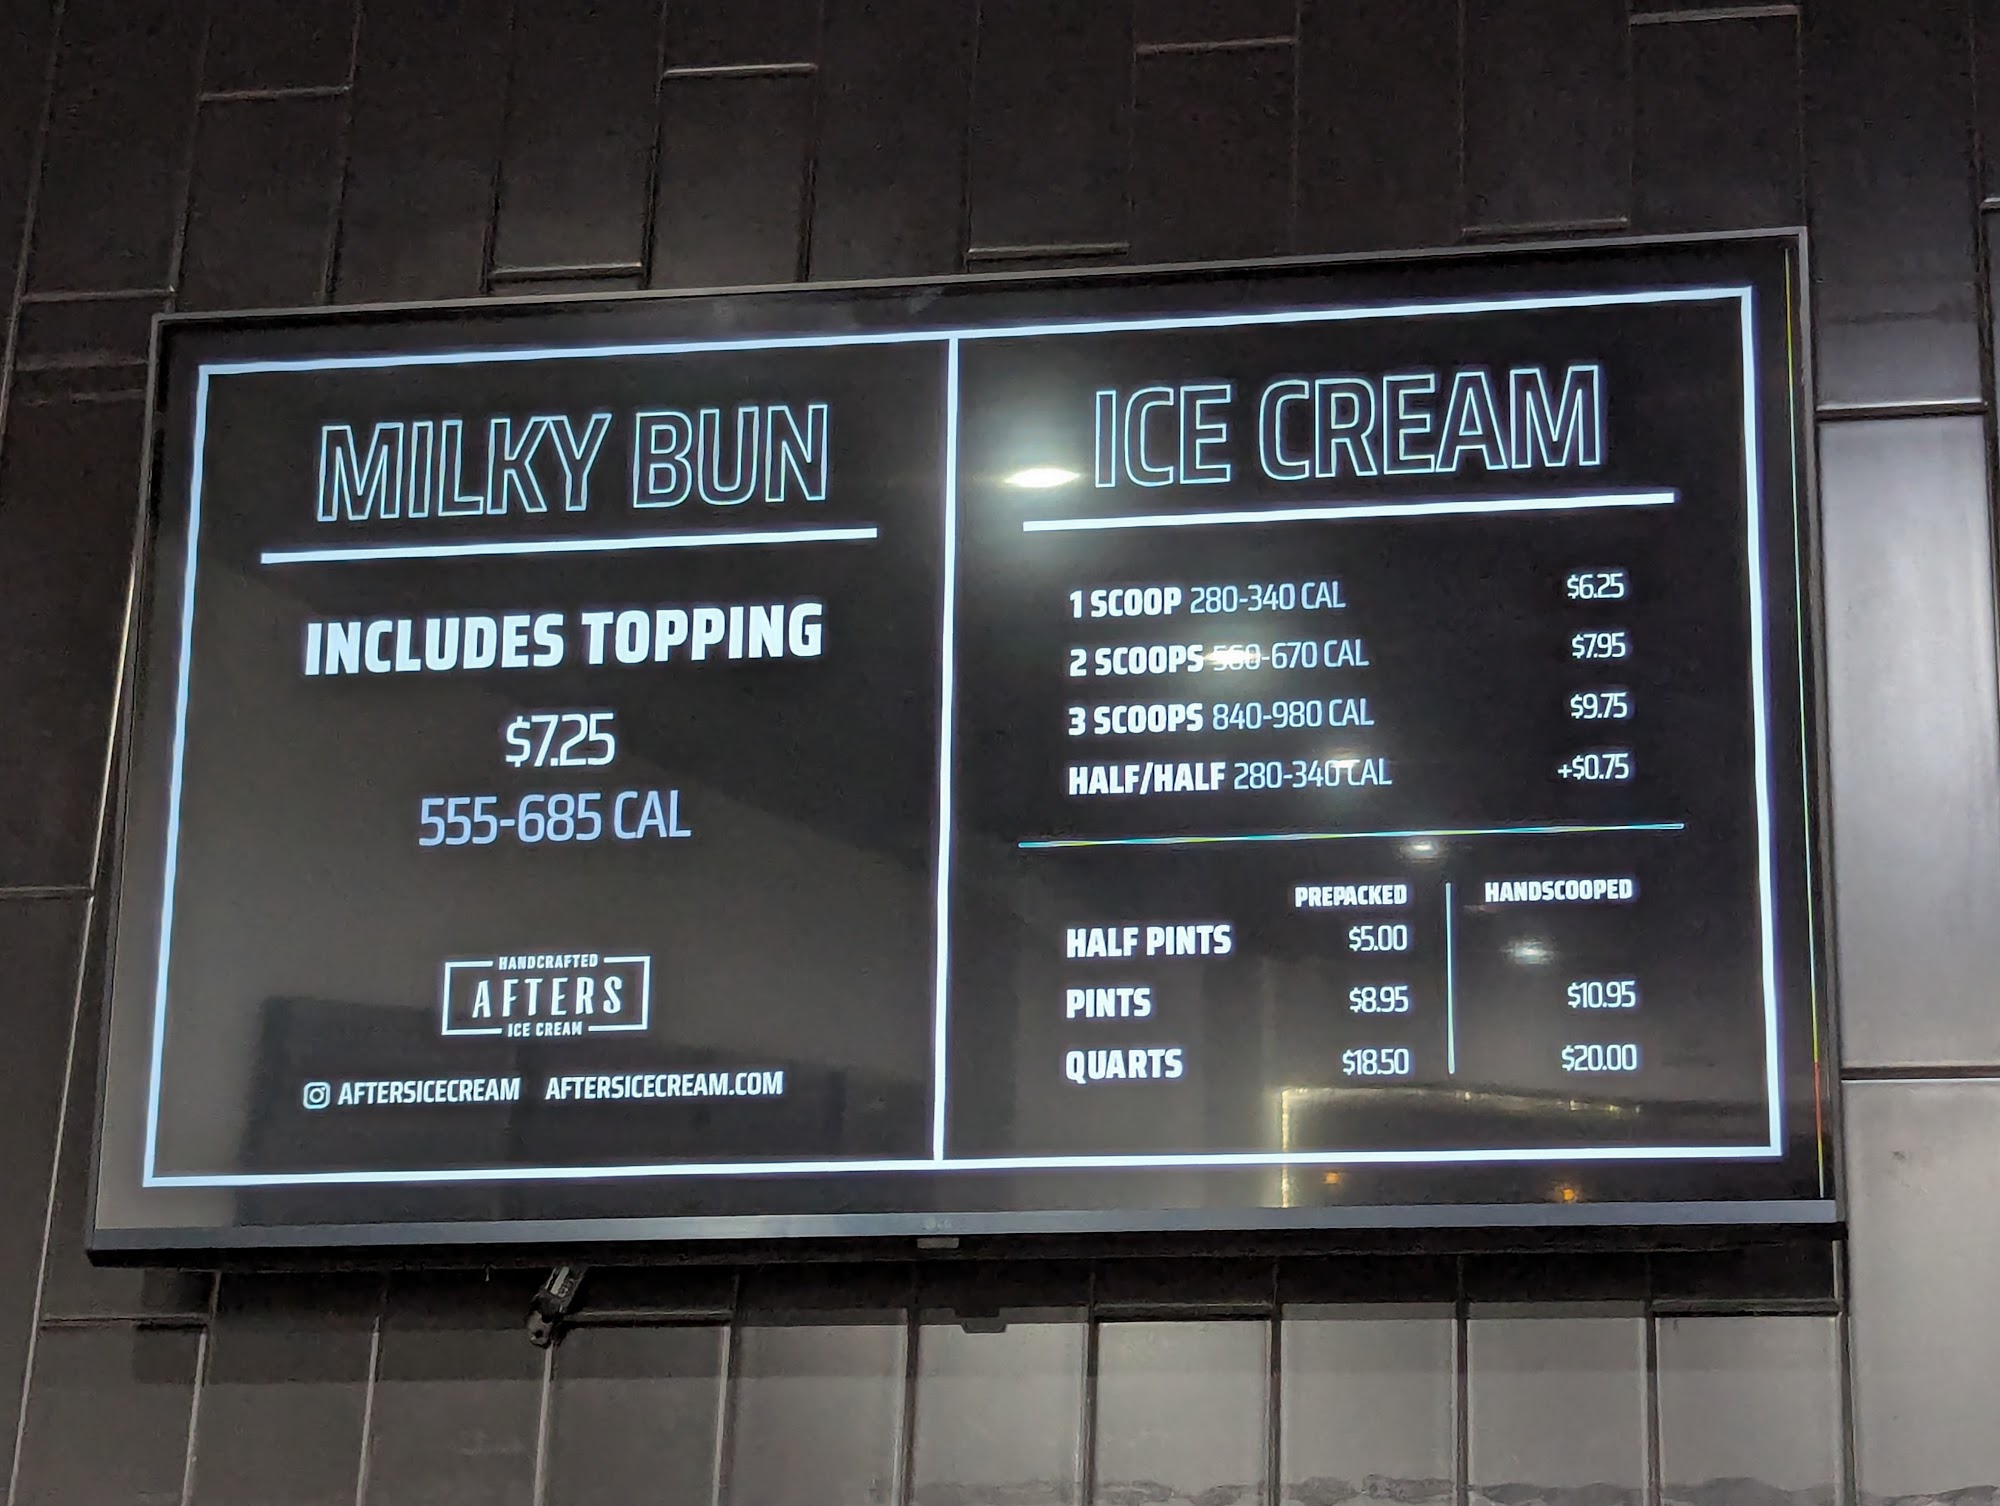 MILKY BUN
INCLUDES TOPPING
$7.25
555-685 CAL
HANDCRAFTED
AFTERS
ICE CREAM
AFTERSICECREAM AFTERSICECREAM.COM
ICE CREAM
1 SCOOP 280-340 CAL $6.25
2 SCOOPS 560-670 CAL $7.95
3 SCOOPS 840-980 CAL $9.75
HALF/HALF 280-340 CAL +$0.75
PREPACKED HANDSCOOPED
HALF PINTS $5.00
PINTS $8.95 $10.95
QUARTS $18.50 $20.00